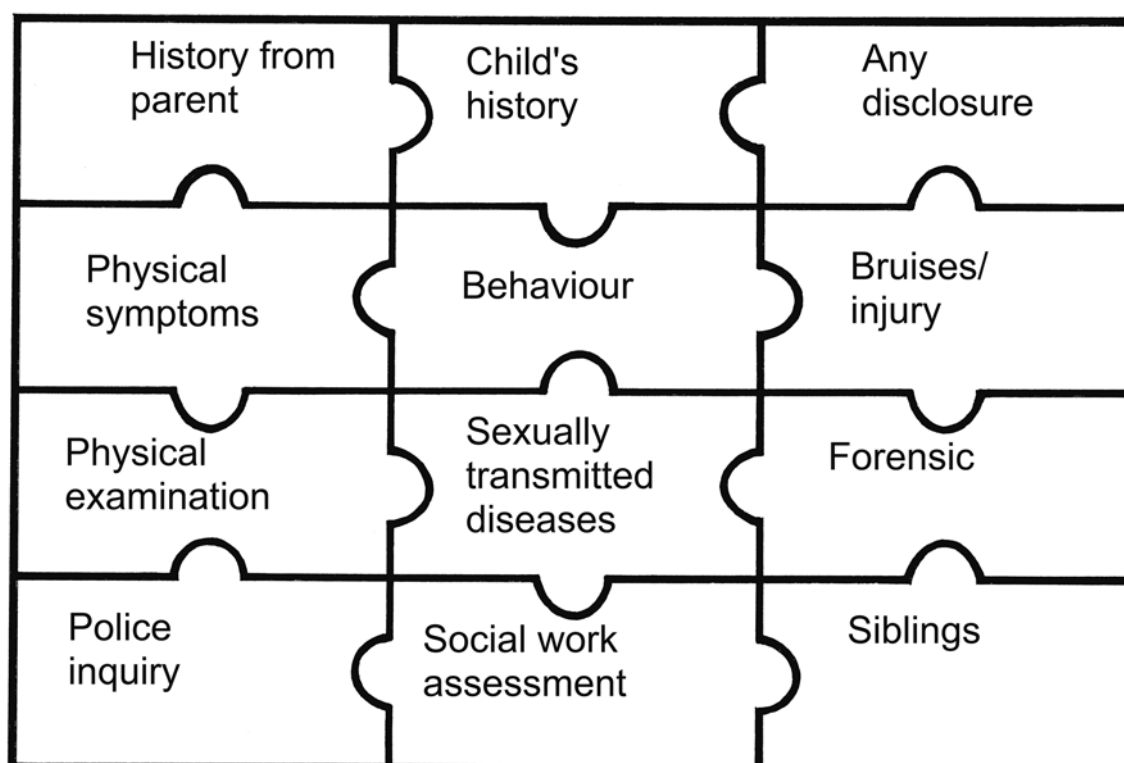 History from
parent
Child's
history
Any
disclosure
Physical
symptoms
Behaviour
Bruises/
injury
Physical
examination
Sexually
transmitted
diseases
Forensic
Police
inquiry
Social work
assessment
Siblings